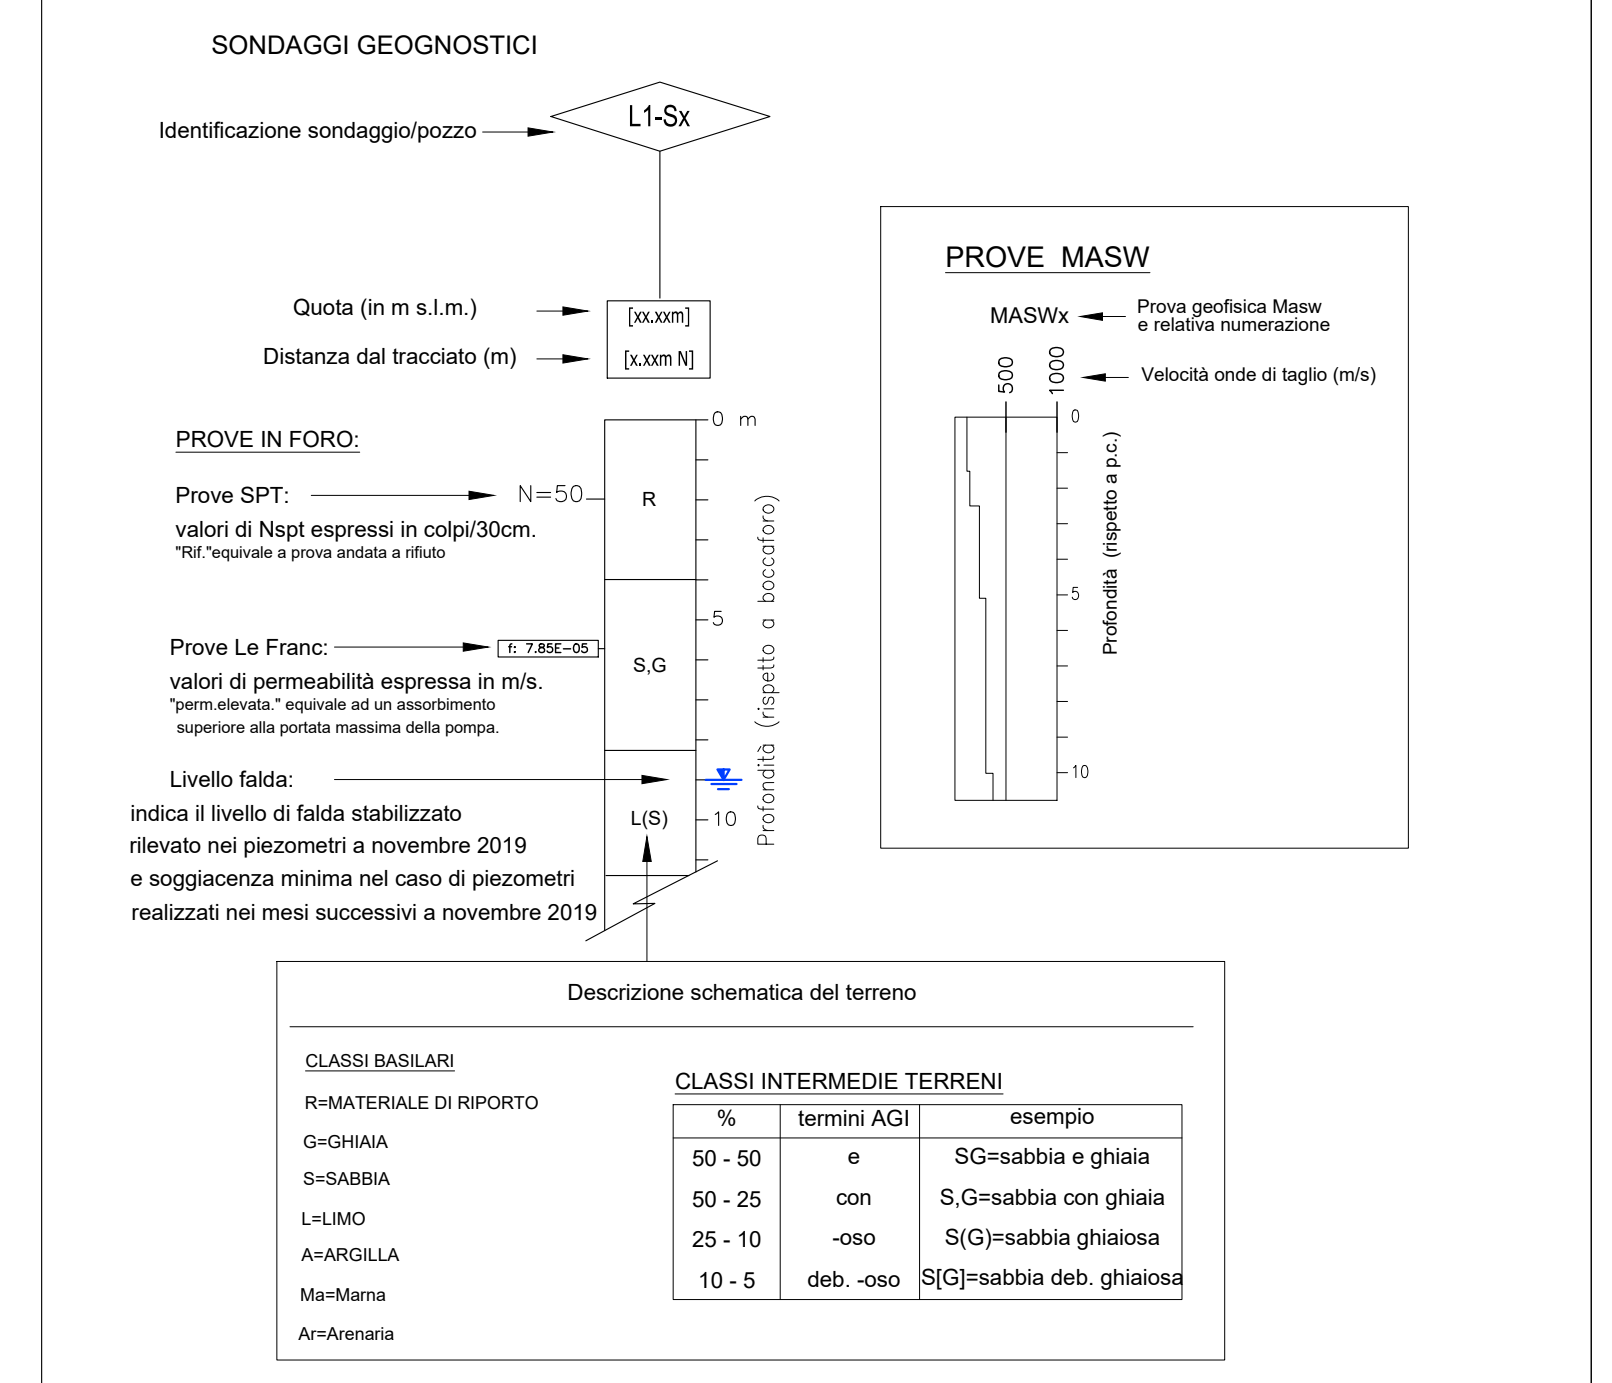 SONDAGGI GEOGNOSTICI
L1-Sx
Identificazione sondaggio/pozzo
Quota (in m s.l.m.)
[xx.xxm]
Distanza dal tracciato (m)
[x.xxm N]
0 m
PROVE IN FORO:
Prove SPT:
N=50
R
valori di Nspt espressi in colpi/30cm.
"Rif."equivale a prova andata a rifiuto
5
Prove Le Franc:
f: 7.85E-05
S,G
valori di permeabilità espressa in m/s.
"perm.elevata." equivale ad un assorbimento
superiore alla portata massima della pompa.
Livello falda:
indica il livello di falda stabilizzato
rilevato nei piezometri a novembre 2019
e soggiacenza minima nel caso di piezometri
realizzati nei mesi successivi a novembre 2019
L(S)
10
Profondità (rispetto a boccaforo)
PROVE MASW
MASWx
Prova geofisica Masw
e relativa numerazione
500
1000
Velocità onde di taglio (m/s)
0
5
10
Profondità (rispetto a p.c.)
Descrizione schematica del terreno
CLASSI BASILARI
R=MATERIALE DI RIPORTO
G=GHIAIA
S=SABBIA
L=LIMO
A=ARGILLA
Ma=Marna
Ar=Arenaria
CLASSI INTERMEDIE TERRENI
% termini AGI esempio
50 - 50 e SG=sabbia e ghiaia
50 - 25 con S,G=sabbia con ghiaia
25 - 10 -oso S(G)=sabbia ghiaiosa
10 - 5 deb. -oso S[G]=sabbia deb. ghiaiosa